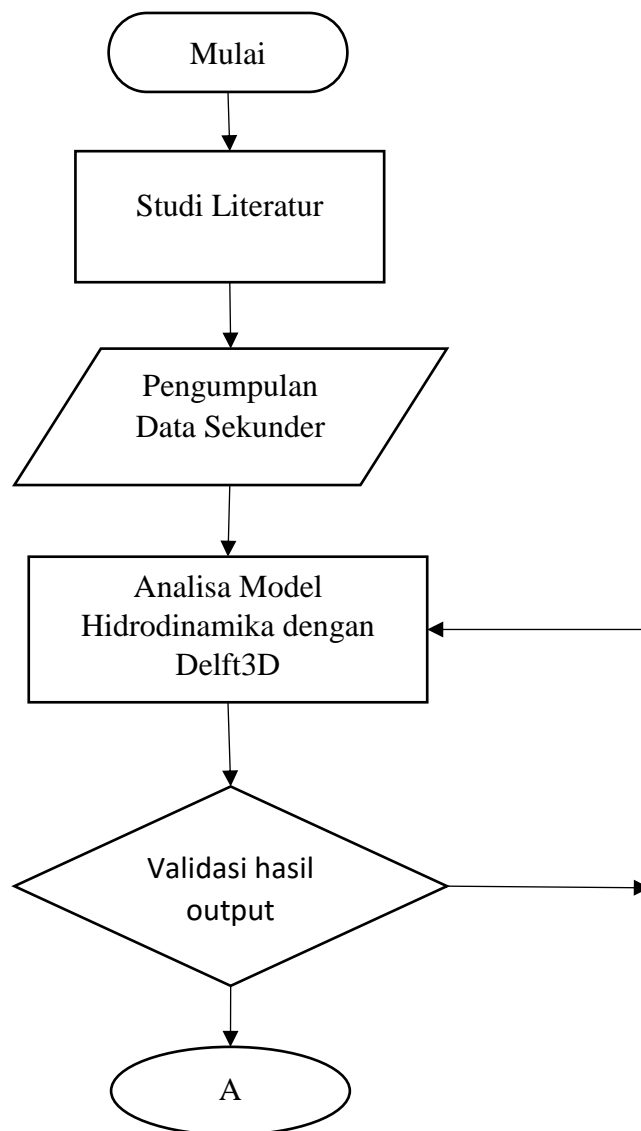 Mulai
Studi Literatur
Pengumpulan
Data Sekunder
Analisa Model
Hidrodinamika dengan
Delft3D
Validasi hasil
output
A